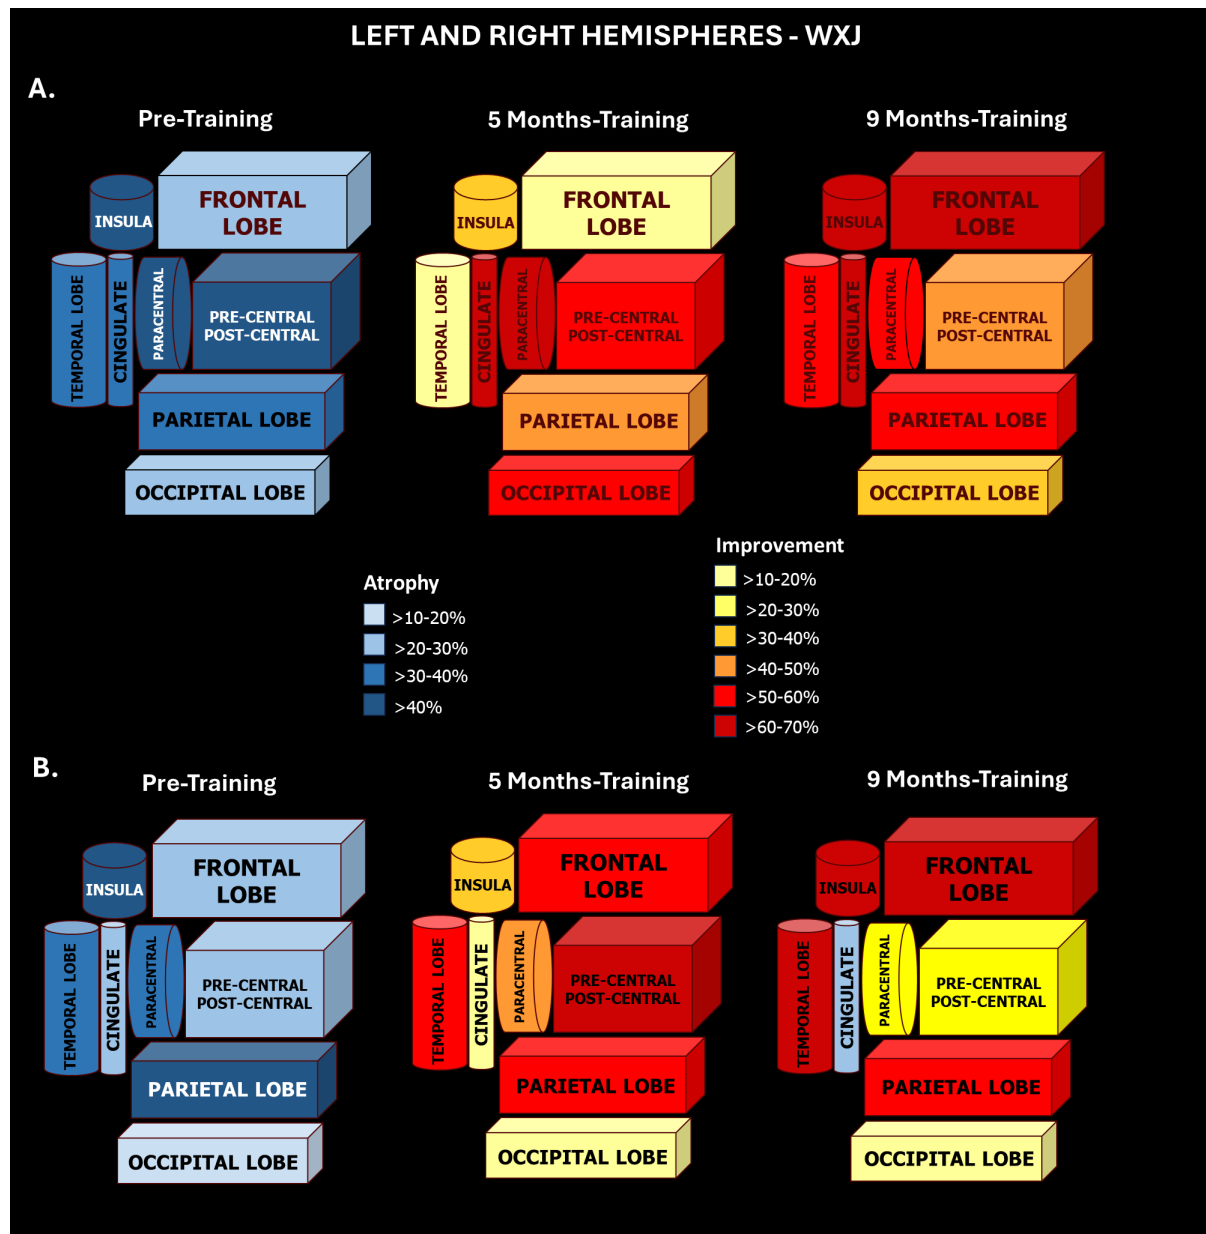 LEFT AND RIGHT HEMISPHERES - WXJ
A.
Pre-Training
5 Months-Training
9 Months-Training
INSULA
FRONTAL
LOBE
TEMPORAL LOBE
CINGULATE
PARACENTRAL
PRE-CENTRAL
POST-CENTRAL
PARIETAL LOBE
OCCIPITAL LOBE
INSULA
FRONTAL
LOBE
TEMPORAL LOBE
CINGULATE
PARACENTRAL
PRE-CENTRAL
POST-CENTRAL
PARIETAL LOBE
OCCIPITAL LOBE
INSULA
FRONTAL
LOBE
TEMPORAL LOBE
CINGULATE
PARACENTRAL
PRE-CENTRAL
POST-CENTRAL
PARIETAL LOBE
OCCIPITAL LOBE
Atrophy
>10-20%
>20-30%
>30-40%
>40%
Improvement
>10-20%
>20-30%
>30-40%
>40-50%
>50-60%
>60-70%
B.
Pre-Training
5 Months-Training
9 Months-Training
INSULA
FRONTAL
LOBE
TEMPORAL LOBE
CINGULATE
PARACENTRAL
PRE-CENTRAL
POST-CENTRAL
PARIETAL LOBE
OCCIPITAL LOBE
INSULA
FRONTAL
LOBE
TEMPORAL LOBE
CINGULATE
PARACENTRAL
PRE-CENTRAL
POST-CENTRAL
PARIETAL LOBE
OCCIPITAL LOBE
INSULA
FRONTAL
LOBE
TEMPORAL LOBE
CINGULATE
PARACENTRAL
PRE-CENTRAL
POST-CENTRAL
PARIETAL LOBE
OCCIPITAL LOBE